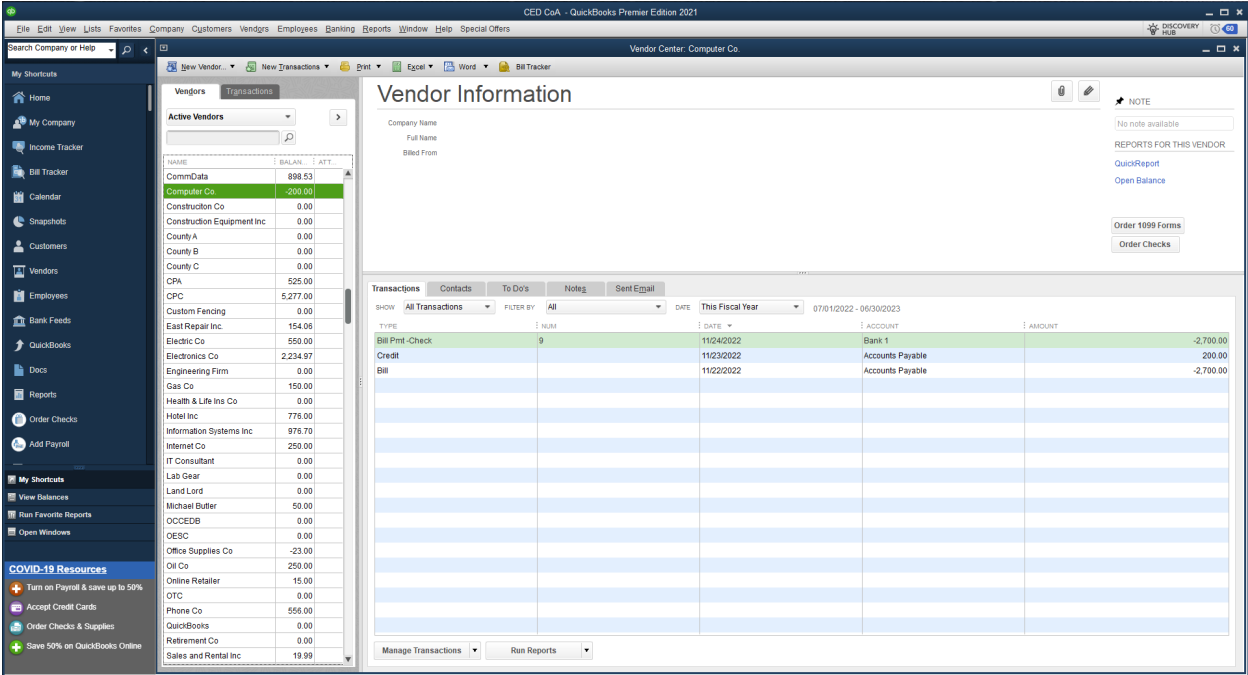 CED CoA - QuickBooks Premier Edition 2021
File Edit View Lists Favorites Company Customers Vendors Employees Banking Reports Window Help Special Offers
DISCOVERY HUB 60
Search Company or Help
Vendor Center: Computer Co.
New Vendor... New Transactions Print Excel Word Bill Tracker
My Shortcuts
Home
My Company
Income Tracker
Bill Tracker
Calendar
Snapshots
Customers
Vendors
Employees
Bank Feeds
QuickBooks
Docs
Reports
Order Checks
Add Payroll
My Shortcuts
View Balances
Run Favorite Reports
Open Windows
COVID-19 Resources
Turn on Payroll & save up to 50%
Accept Credit Cards
Order Checks & Supplies
Save 50% on QuickBooks Online
Vendors Transactions
Active Vendors
NAME BALAN... ATT...
CommData 898.53
Computer Co. -200.00
Construciton Co 0.00
Construction Equipment Inc 0.00
County A 0.00
County B 0.00
County C 0.00
CPA 525.00
CPC 5,277.00
Custom Fencing 0.00
East Repair Inc. 154.06
Electric Co 550.00
Electronics Co 2,234.97
Engineering Firm 0.00
Gas Co 150.00
Health & Life Ins Co 0.00
Hotel Inc 776.00
Information Systems Inc 976.70
Internet Co 250.00
IT Consultant 0.00
Lab Gear 0.00
Land Lord 0.00
Michael Butler 50.00
OCCEDB 0.00
OESC 0.00
Office Supplies Co -23.00
Oil Co 250.00
Online Retailer 15.00
OTC 0.00
Phone Co 556.00
QuickBooks 0.00
Retirement Co 0.00
Sales and Rental Inc 19.99
Vendor Information
Company Name
Full Name
Billed From
NOTE
No note available
REPORTS FOR THIS VENDOR
QuickReport
Open Balance
Order 1099 Forms
Order Checks
Transactions Contacts To Do's Notes Sent Email
SHOW All Transactions FILTER BY All DATE This Fiscal Year 07/01/2022 - 06/30/2023
TYPE NUM DATE ACCOUNT AMOUNT
Bill Pmt -Check 9 11/24/2022 Bank 1 -2,700.00
Credit 11/23/2022 Accounts Payable 200.00
Bill 11/22/2022 Accounts Payable -2,700.00
Manage Transactions Run Reports